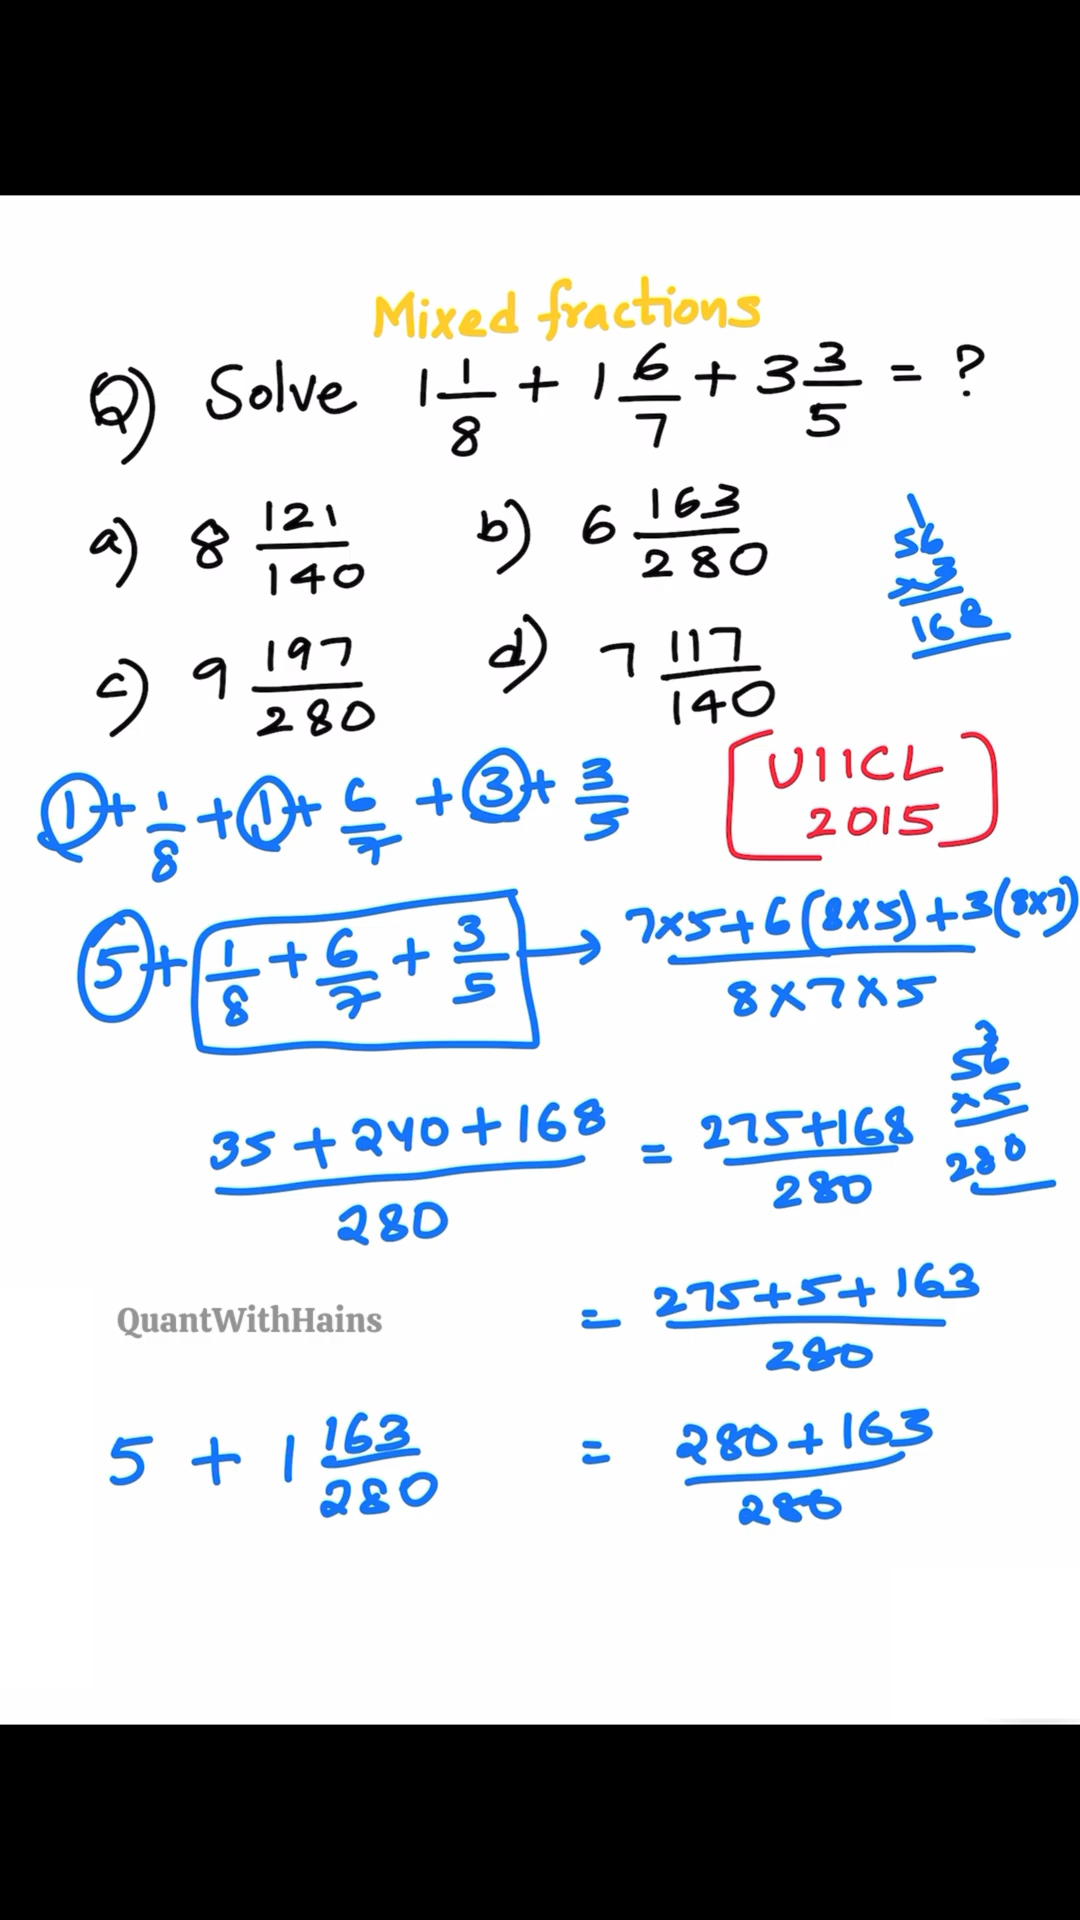 Mixed fractions
Q) Solve 1 1/8 + 1 6/7 + 3 3/5 = ?
a) 8 121/140 b) 6 163/280
c) 9 197/280 d) 7 117/140
1
56
×3
168
[UIICL
2015]
1 + 1/8 + 1 + 6/7 + 3 + 3/5
5 + 1/8 + 6/7 + 3/5 → 7×5+6(8×5)+3(8×7)/8×7×5
3
56
×5
280
35+240+168/280 = 275+168/280
= 275+5+163/280
QuantWithHains
5 + 1 163/280 = 280+163/280